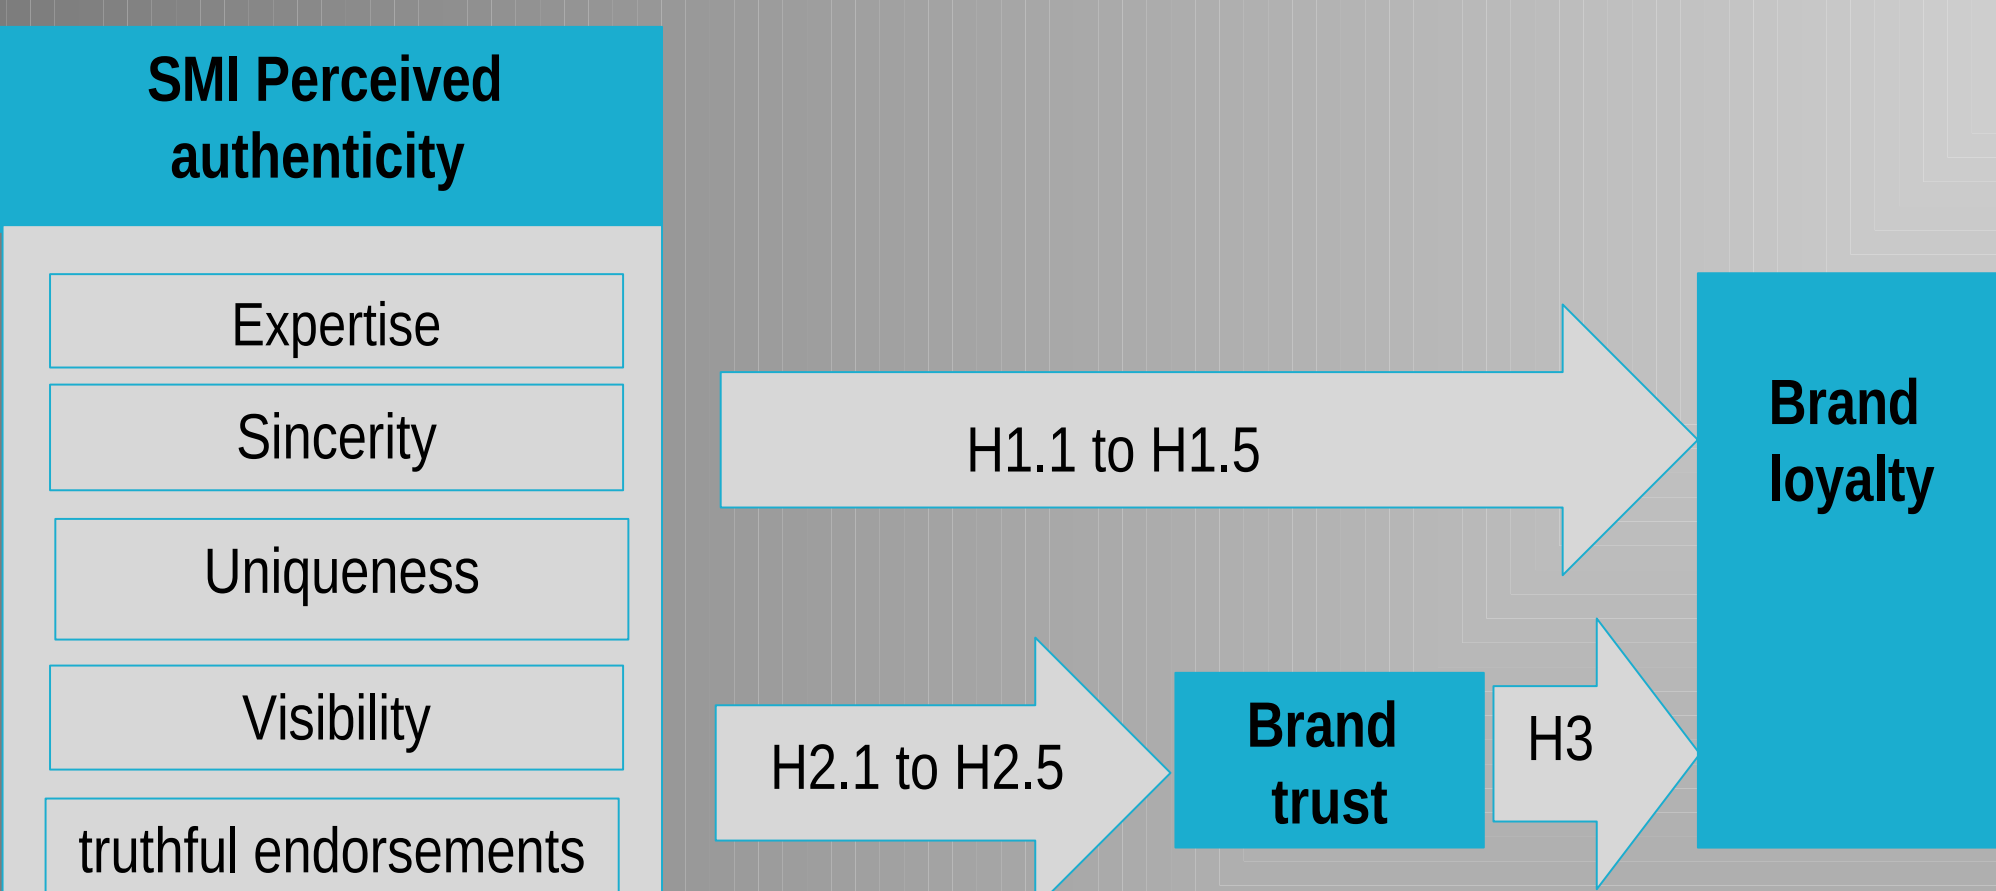 SMI Perceived
authenticity
Expertise
Sincerity
Uniqueness
Visibility
truthful endorsements
H1.1 to H1.5
H2.1 to H2.5
Brand
trust
H3
Brand
loyalty